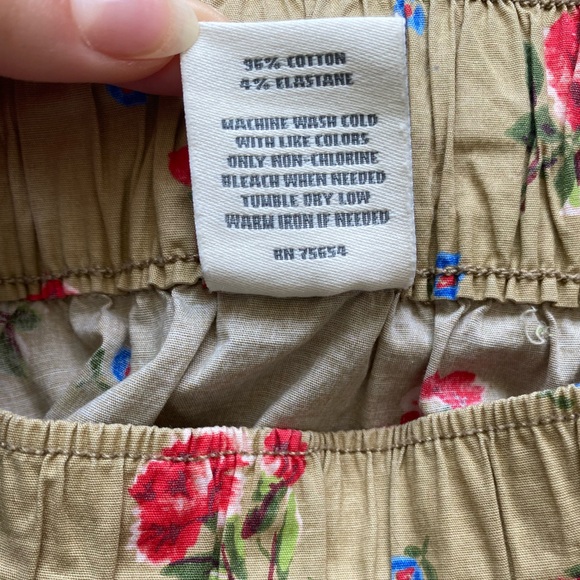 96% COTTON
4% ELASTANE
MACHINE WASH COLD
WITH LIKE COLORS
ONLY NON-CHLORINE
BLEACH WHEN NEEDED
TUMBLE DRY LOW
WARM IRON IF NEEDED
RN 75654